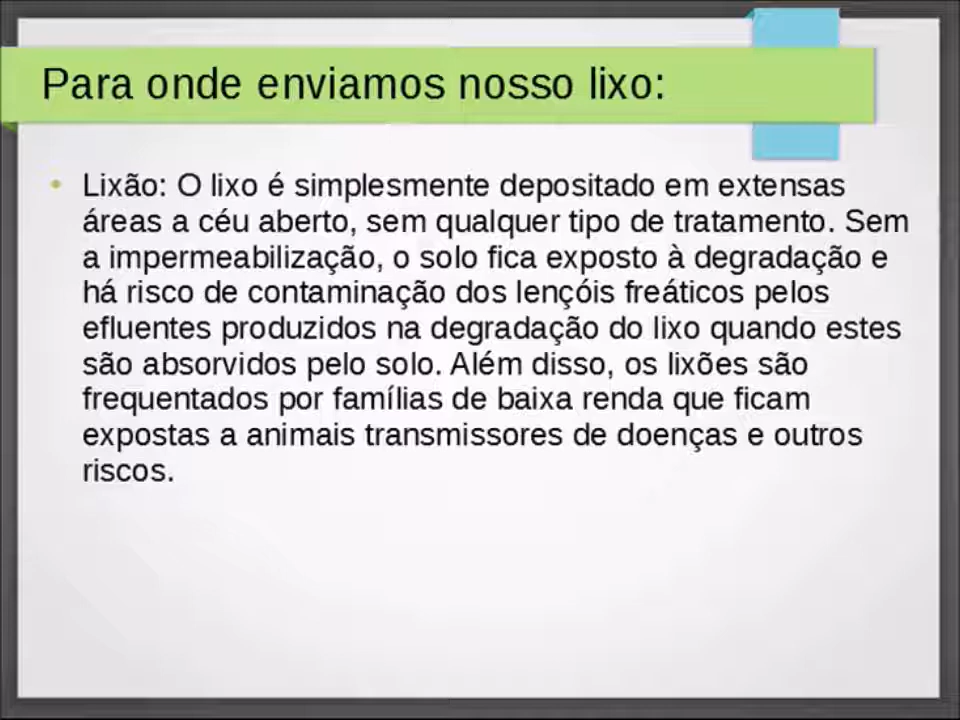 Para onde enviamos nosso lixo:
• Lixão: O lixo é simplesmente depositado em extensas
áreas a céu aberto, sem qualquer tipo de tratamento. Sem
a impermeabilização, o solo fica exposto à degradação e
há risco de contaminação dos lençóis freáticos pelos
efluentes produzidos na degradação do lixo quando estes
são absorvidos pelo solo. Além disso, os lixões são
frequentados por famílias de baixa renda que ficam
expostas a animais transmissores de doenças e outros
riscos.